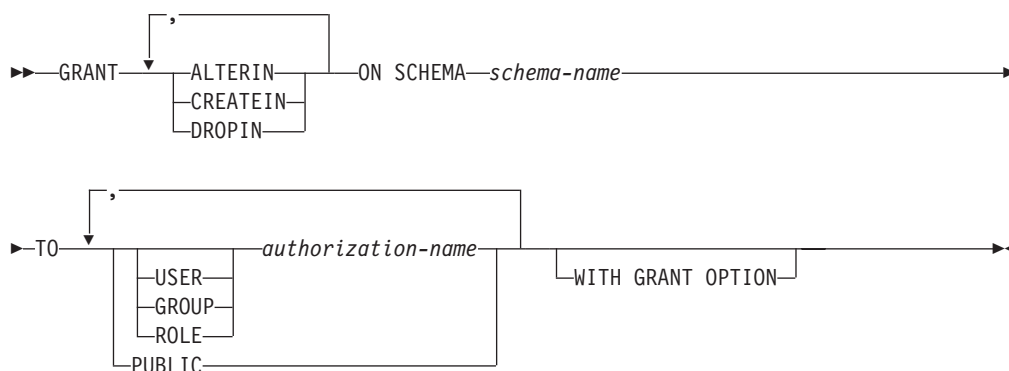 ,
GRANT ALTERIN ON SCHEMA schema-name
CREATEIN
DROPIN
,
TO authorization-name
USER WITH GRANT OPTION
GROUP
ROLE
PUBLIC